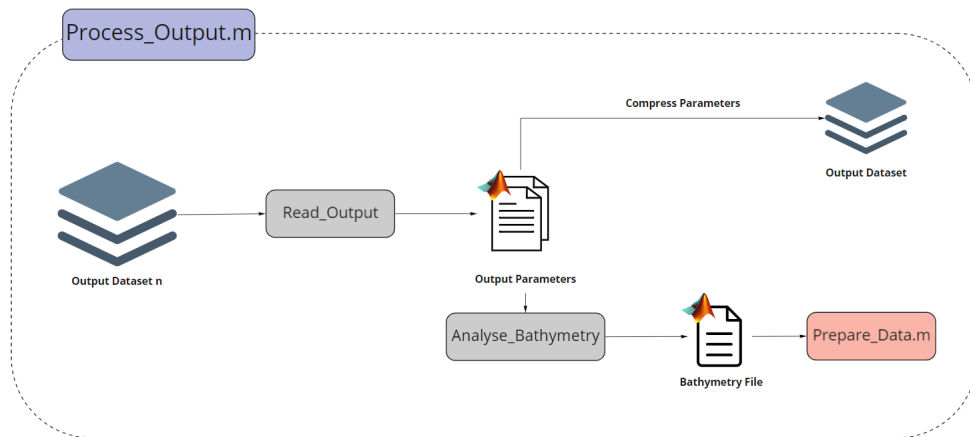 Process_Output.m
Compress Parameters
Output Dataset
Read_Output
Output Dataset n
Output Parameters
Analyse_Bathymetry
Prepare_Data.m
Bathymetry File